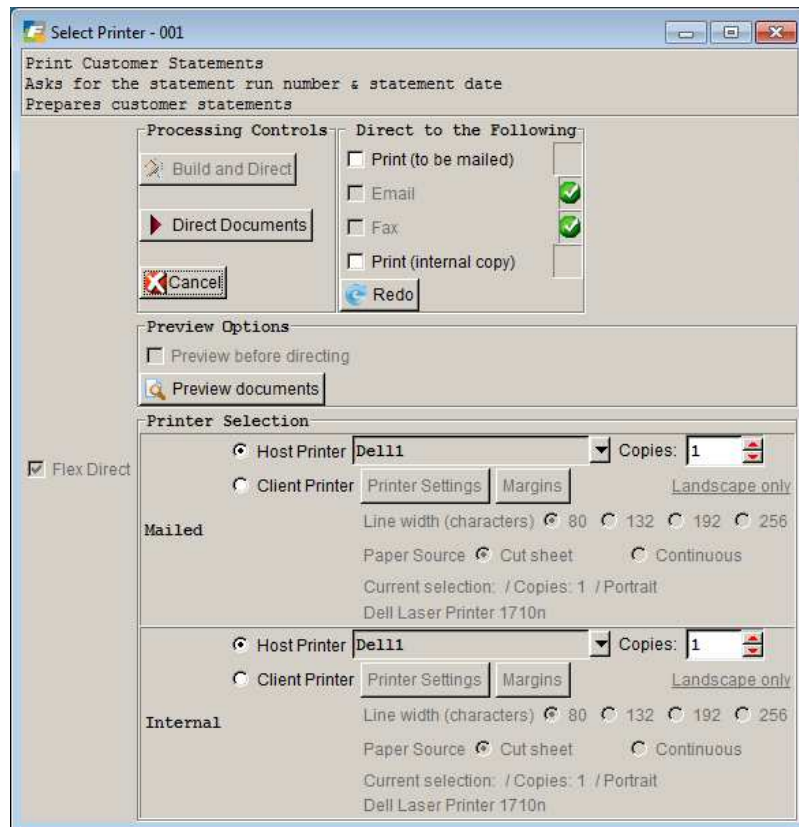 Select Printer - 001
Print Customer Statements
Asks for the statement run number & statement date
Prepares customer statements
Processing Controls
Build and Direct
Direct Documents
Cancel
Direct to the Following
Print (to be mailed)
Email
Fax
Print (internal copy)
Redo
Preview Options
Preview before directing
Preview documents
Flex Direct
Printer Selection
Mailed
Host Printer Dell1 Copies: 1
Client Printer Printer Settings Margins Landscape only
Line width (characters) 80 132 192 256
Paper Source Cut sheet Continuous
Current selection: / Copies: 1 / Portrait
Dell Laser Printer 1710n
Internal
Host Printer Dell1 Copies: 1
Client Printer Printer Settings Margins Landscape only
Line width (characters) 80 132 192 256
Paper Source Cut sheet Continuous
Current selection: / Copies: 1 / Portrait
Dell Laser Printer 1710n